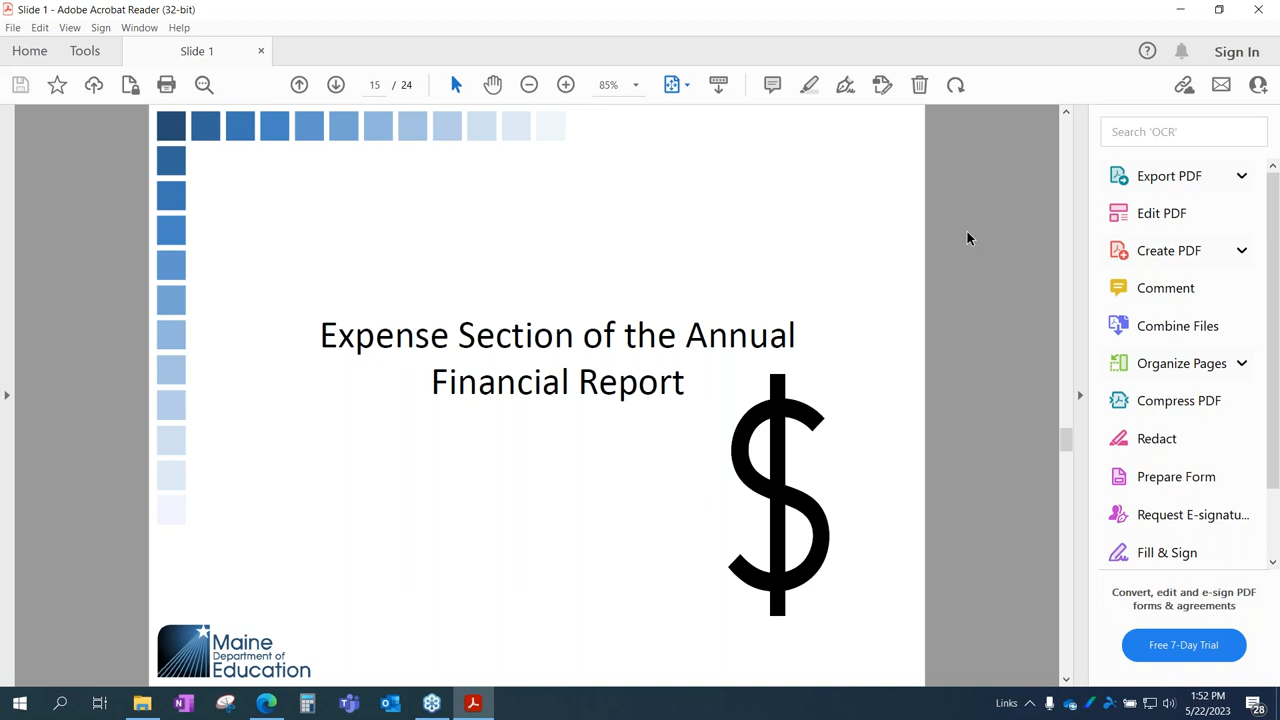 Slide 1 - Adobe Acrobat Reader (32-bit)
File Edit View Sign Window Help
Home Tools Slide 1 × Sign In
15 / 24 85%
Search 'OCR'
Export PDF
Edit PDF
Create PDF
Comment
Combine Files
Organize Pages
Compress PDF
Redact
Prepare Form
Request E-signatu...
Fill & Sign
Convert, edit and e-sign PDF
forms & agreements
Free 7-Day Trial
Expense Section of the Annual
Financial Report
$
Maine
Department of
Education
Links
1:52 PM
5/22/2023
28